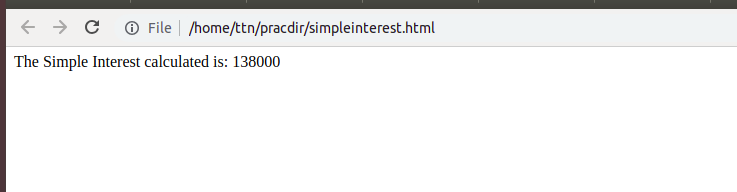 File /home/ttn/pracdir/simpleinterest.html
The Simple Interest calculated is: 138000